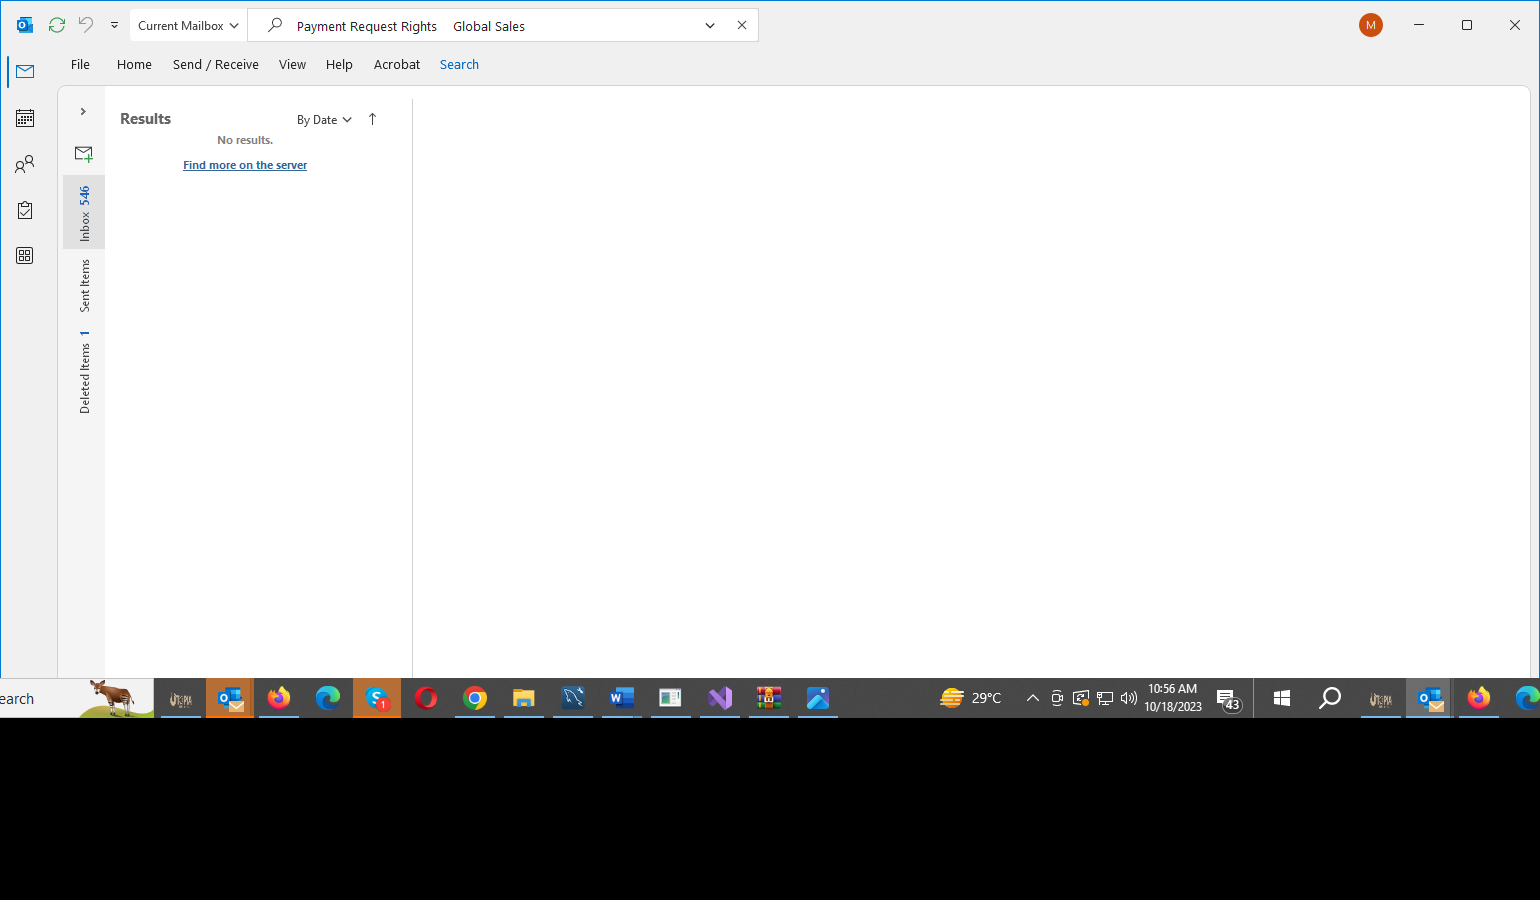 Current Mailbox
Payment Request Rights Global Sales
M
File Home Send / Receive View Help Acrobat Search
Results
By Date
No results.
Find more on the server
Inbox 546
Sent Items
Deleted Items 1
earch
UTOPIA
1
29°C
10:56 AM
10/18/2023
43
UTOPIA